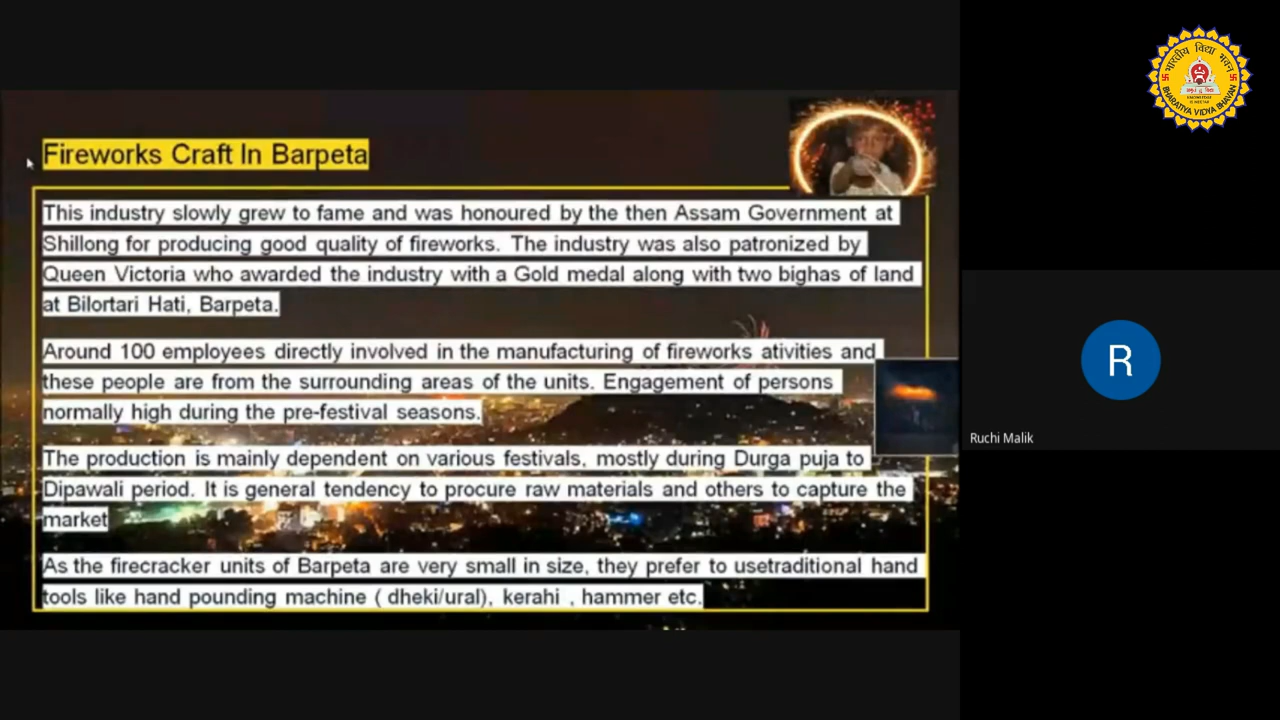 Fireworks Craft In Barpeta
This industry slowly grew to fame and was honoured by the then Assam Government at
Shillong for producing good quality of fireworks. The industry was also patronized by
Queen Victoria who awarded the industry with a Gold medal along with two bighas of land
at Bilortari Hati, Barpeta.
Around 100 employees directly involved in the manufacturing of fireworks ativities and
these people are from the surrounding areas of the units. Engagement of persons
normally high during the pre-festival seasons.
The production is mainly dependent on various festivals, mostly during Durga puja to
Dipawali period. It is general tendency to procure raw materials and others to capture the
market
As the firecracker units of Barpeta are very small in size, they prefer to usetraditional hand
tools like hand pounding machine ( dheki/ural), kerahi , hammer etc.
भारतीय विद्या भवन
BHARATIYA VIDYA BHAVAN
R
Ruchi Malik